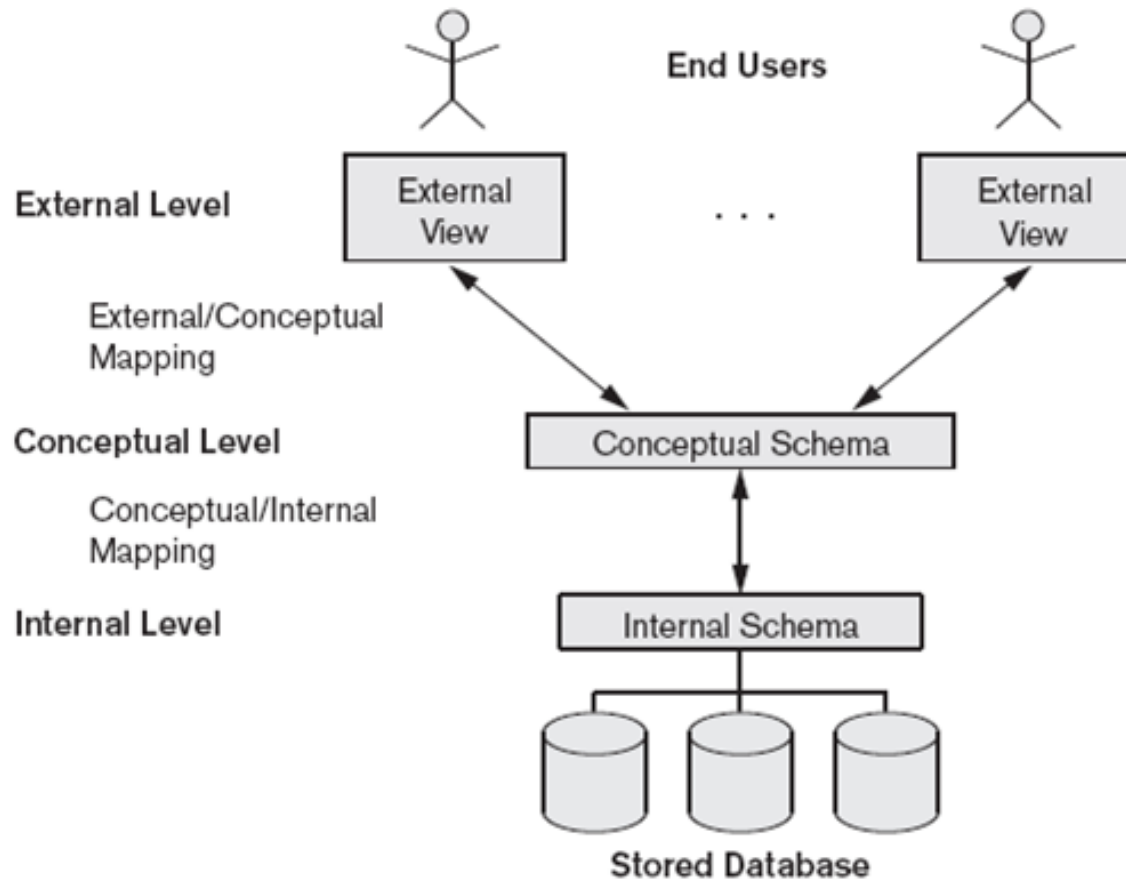 End Users
External Level
External
View
. . .
External
View
External/Conceptual
Mapping
Conceptual Level
Conceptual Schema
Conceptual/Internal
Mapping
Internal Level
Internal Schema
Stored Database